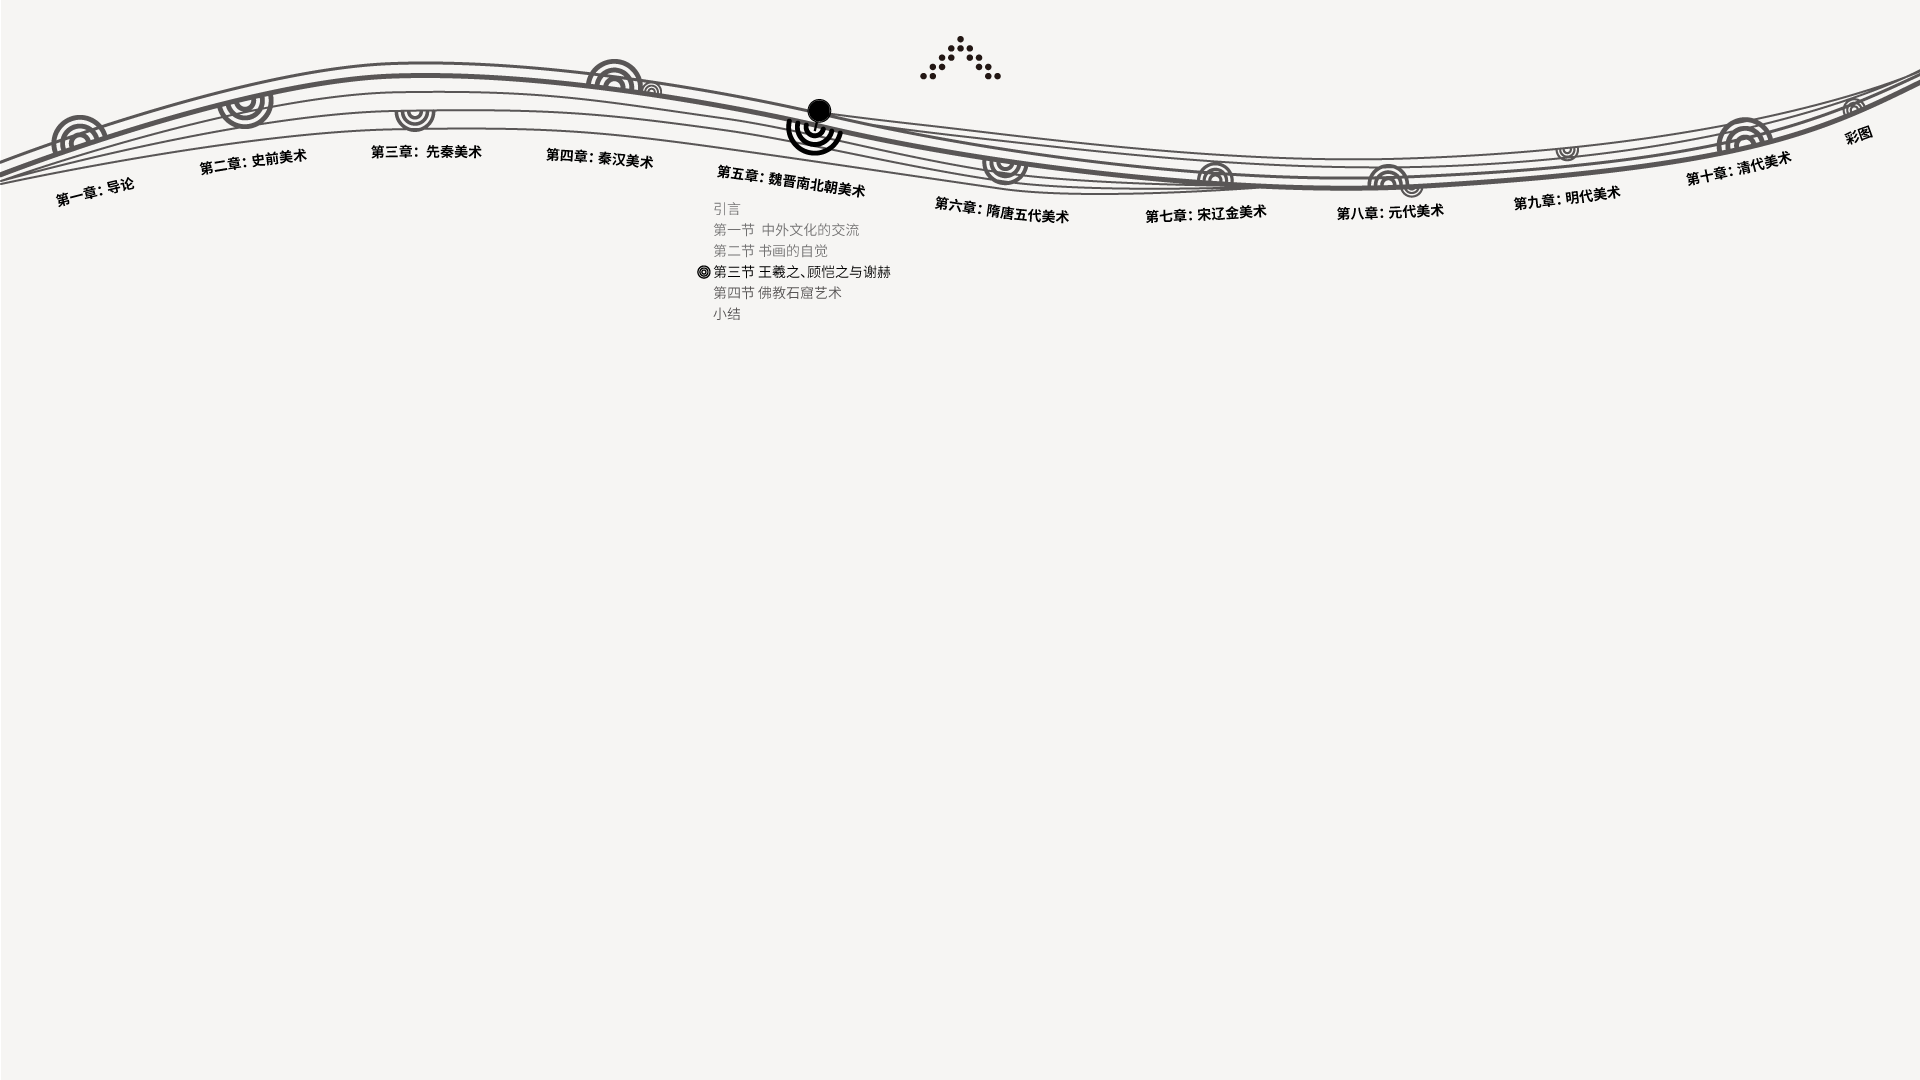 第一章：导论
第二章：史前美术
第三章：先秦美术
第四章：秦汉美术
第五章：魏晋南北朝美术
引言
第一节 中外文化的交流
第二节 书画的自觉
第三节 王羲之、顾恺之与谢赫
第四节 佛教石窟艺术
小结
第六章：隋唐五代美术
第七章：宋辽金美术
第八章：元代美术
第九章：明代美术
第十章：清代美术
彩图